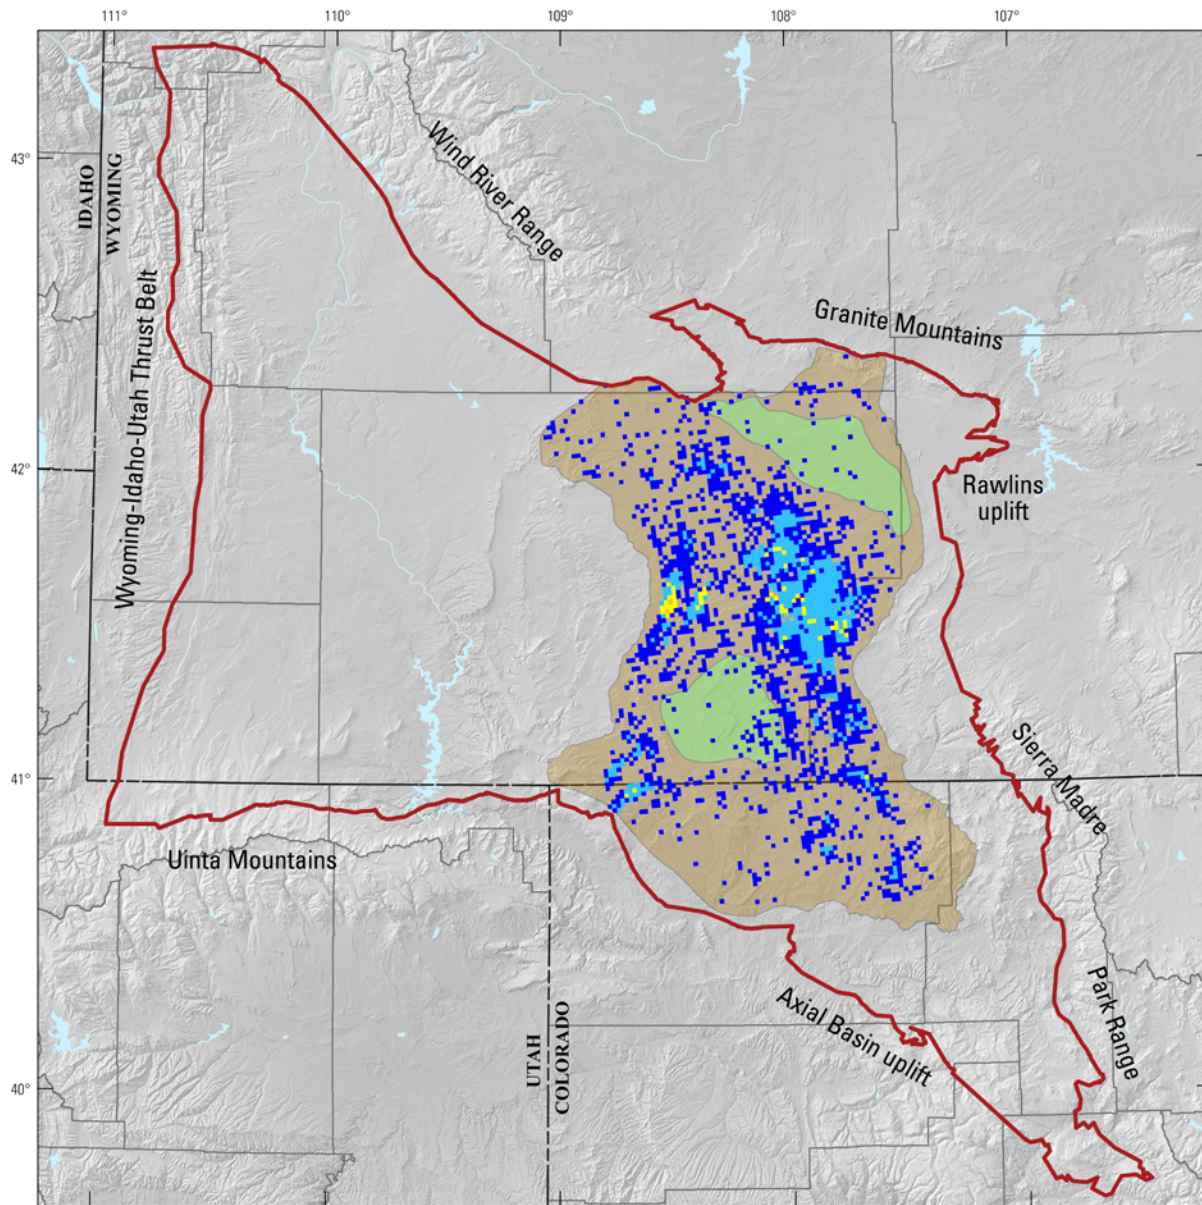 111°
110°
109°
108°
107°
43°
42°
41°
40°
IDAHO
WYOMING
Wind River Range
Wyoming-Idaho-Utah Thrust Belt
Granite Mountains
Rawlins
uplift
Sierra Madre
Uinta Mountains
Park Range
Axial Basin uplift
UTAH
COLORADO